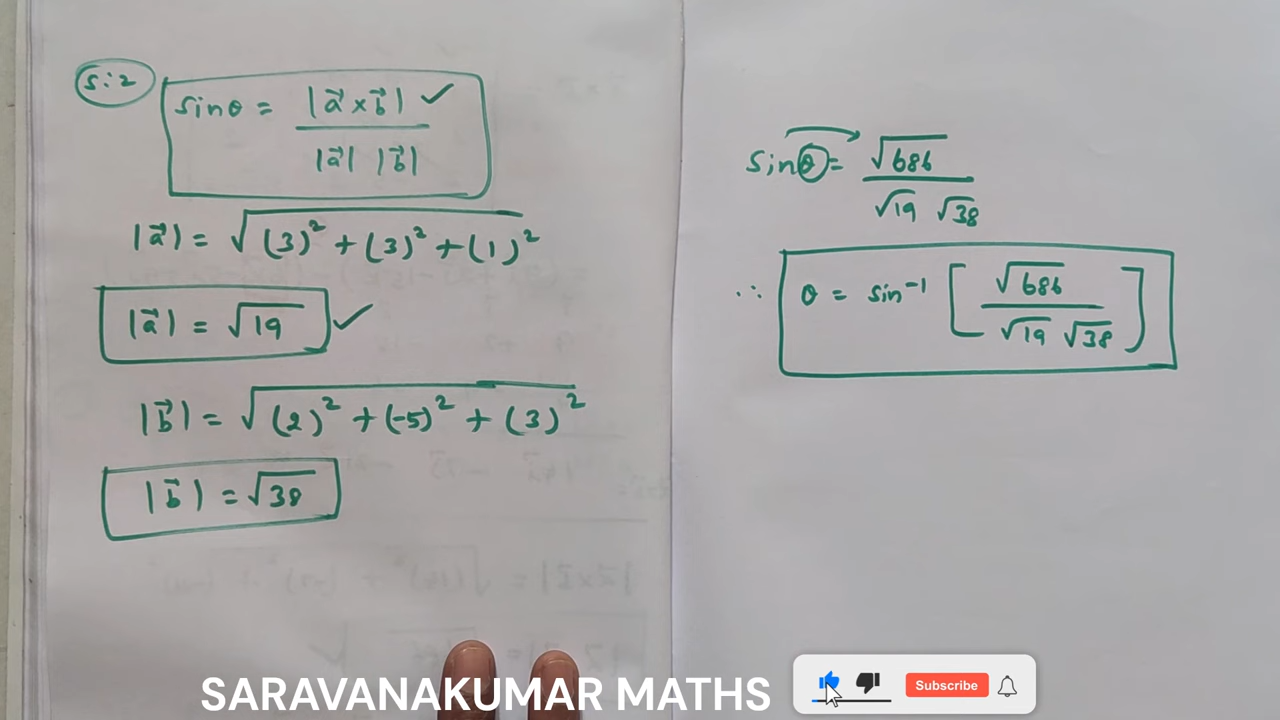 S:2
sinθ = |a⃗ × b⃗| / |a⃗| |b⃗| ✓
|a⃗| = √(3)² + (3)² + (1)²
|a⃗| = √19 ✓
|b⃗| = √(2)² + (-5)² + (3)²
|b⃗| = √38
sinθ = √686 / √19 √38
∴ θ = sin⁻¹ [ √686 / √19 √38 ]
SARAVANAKUMAR MATHS
Subscribe